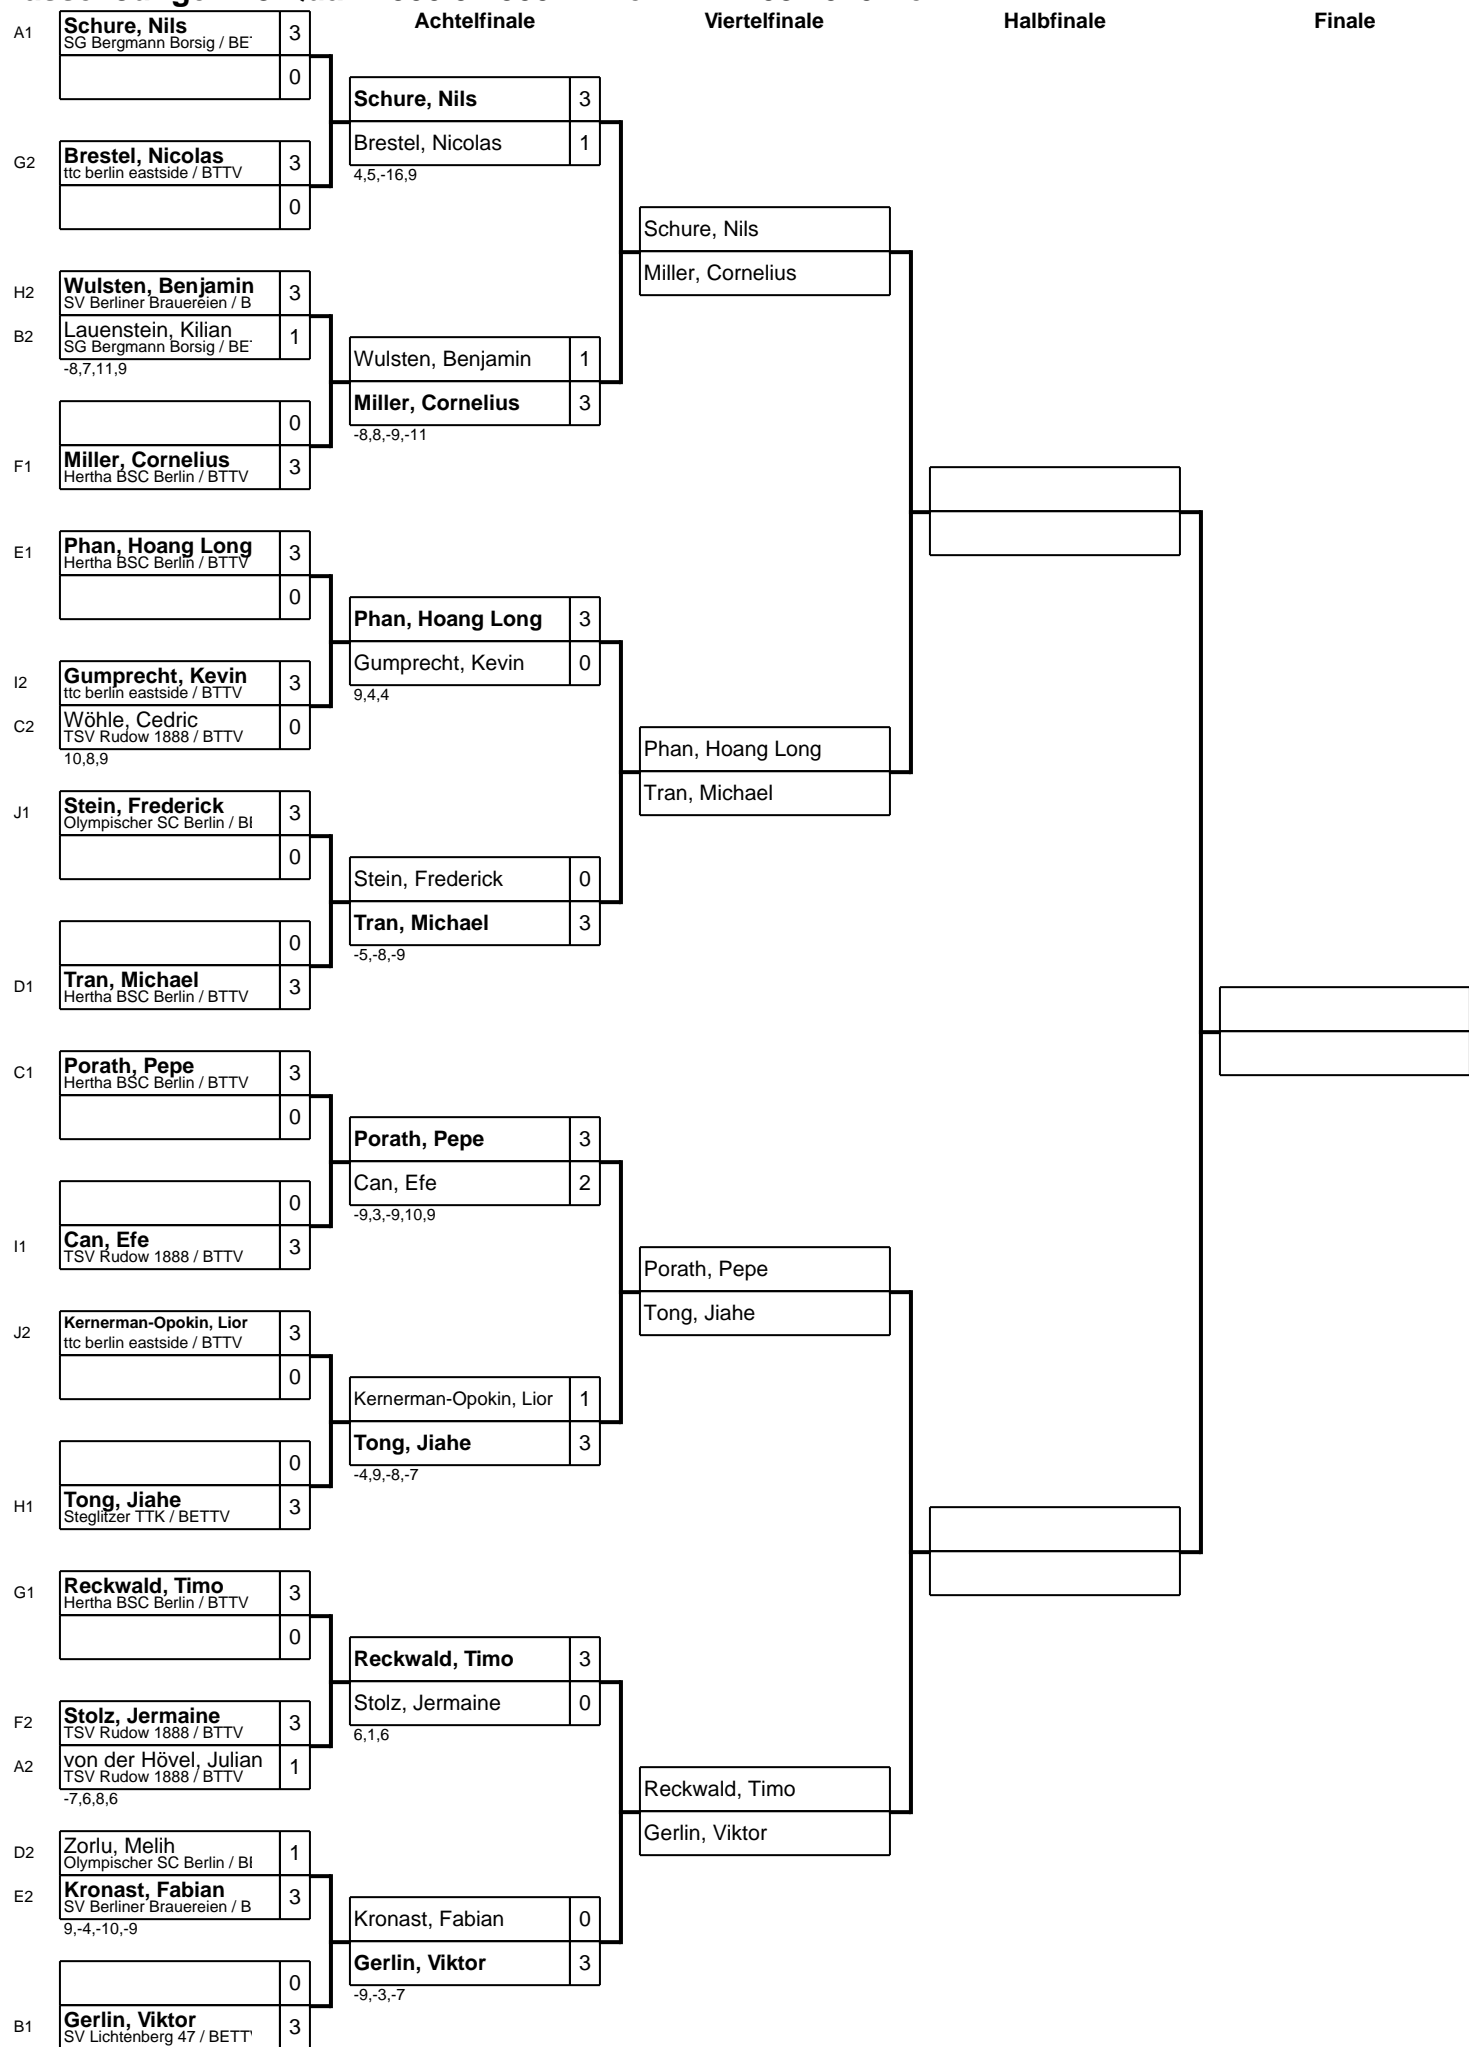 Achtelfinale Viertelfinale Halbfinale Finale
A1 Schure, Nils 3
SG Bergmann Borsig / BE
0
Schure, Nils 3
Brestel, Nicolas 1
4,5,-16,9
G2 Brestel, Nicolas 3
ttc berlin eastside / BTTV
0
Schure, Nils
Miller, Cornelius
H2 Wulsten, Benjamin 3
SV Berliner Brauereien / B
B2 Lauenstein, Kilian 1
SG Bergmann Borsig / BE
-8,7,11,9
Wulsten, Benjamin 1
Miller, Cornelius 3
-8,8,-9,-11
0
F1 Miller, Cornelius 3
Hertha BSC Berlin / BTTV
E1 Phan, Hoang Long 3
Hertha BSC Berlin / BTTV
0
Phan, Hoang Long 3
Gumprecht, Kevin 0
9,4,4
I2 Gumprecht, Kevin 3
ttc berlin eastside / BTTV
C2 Wöhle, Cedric 0
TSV Rudow 1888 / BTTV
10,8,9
Phan, Hoang Long
Tran, Michael
J1 Stein, Frederick 3
Olympischer SC Berlin / BI
0
Stein, Frederick 0
Tran, Michael 3
-5,-8,-9
0
D1 Tran, Michael 3
Hertha BSC Berlin / BTTV
C1 Porath, Pepe 3
Hertha BSC Berlin / BTTV
0
Porath, Pepe 3
Can, Efe 2
-9,3,-9,10,9
0
I1 Can, Efe 3
TSV Rudow 1888 / BTTV
Porath, Pepe
Tong, Jiahe
J2 Kernerman-Opokin, Lior 3
ttc berlin eastside / BTTV
0
Kernerman-Opokin, Lior 1
Tong, Jiahe 3
-4,9,-8,-7
0
H1 Tong, Jiahe 3
Steglitzer TTK / BETTV
G1 Reckwald, Timo 3
Hertha BSC Berlin / BTTV
0
Reckwald, Timo 3
Stolz, Jermaine 0
6,1,6
F2 Stolz, Jermaine 3
TSV Rudow 1888 / BTTV
A2 von der Hövel, Julian 1
TSV Rudow 1888 / BTTV
-7,6,8,6
Reckwald, Timo
Gerlin, Viktor
D2 Zorlu, Melih 1
Olympischer SC Berlin / BI
E2 Kronast, Fabian 3
SV Berliner Brauereien / B
9,-4,-10,-9
Kronast, Fabian 0
Gerlin, Viktor 3
-9,-3,-7
0
B1 Gerlin, Viktor 3
SV Lichtenberg 47 / BETT